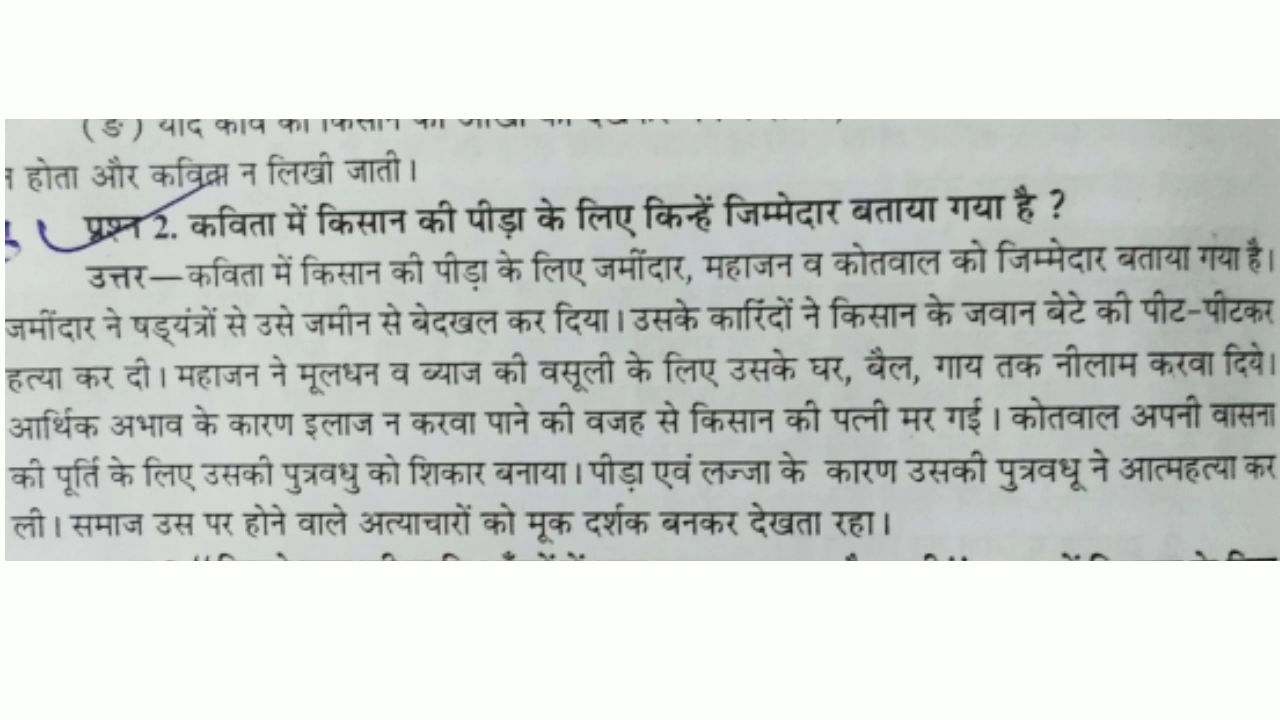 (ङ) यदि कवि
न होता और कविता न लिखी जाती।
प्रश्न 2. कविता में किसान की पीड़ा के लिए किन्हें जिम्मेदार बताया गया है ?
उत्तर—कविता में किसान की पीड़ा के लिए जमींदार, महाजन व कोतवाल को जिम्मेदार बताया गया है।
जमींदार ने षड्यंत्रों से उसे जमीन से बेदखल कर दिया। उसके कारिंदों ने किसान के जवान बेटे की पीट-पीटकर
हत्या कर दी। महाजन ने मूलधन व ब्याज की वसूली के लिए उसके घर, बैल, गाय तक नीलाम करवा दिये।
आर्थिक अभाव के कारण इलाज न करवा पाने की वजह से किसान की पत्नी मर गई। कोतवाल अपनी वासना
की पूर्ति के लिए उसकी पुत्रवधु को शिकार बनाया। पीड़ा एवं लज्जा के कारण उसकी पुत्रवधू ने आत्महत्या कर
ली। समाज उस पर होने वाले अत्याचारों को मूक दर्शक बनकर देखता रहा।